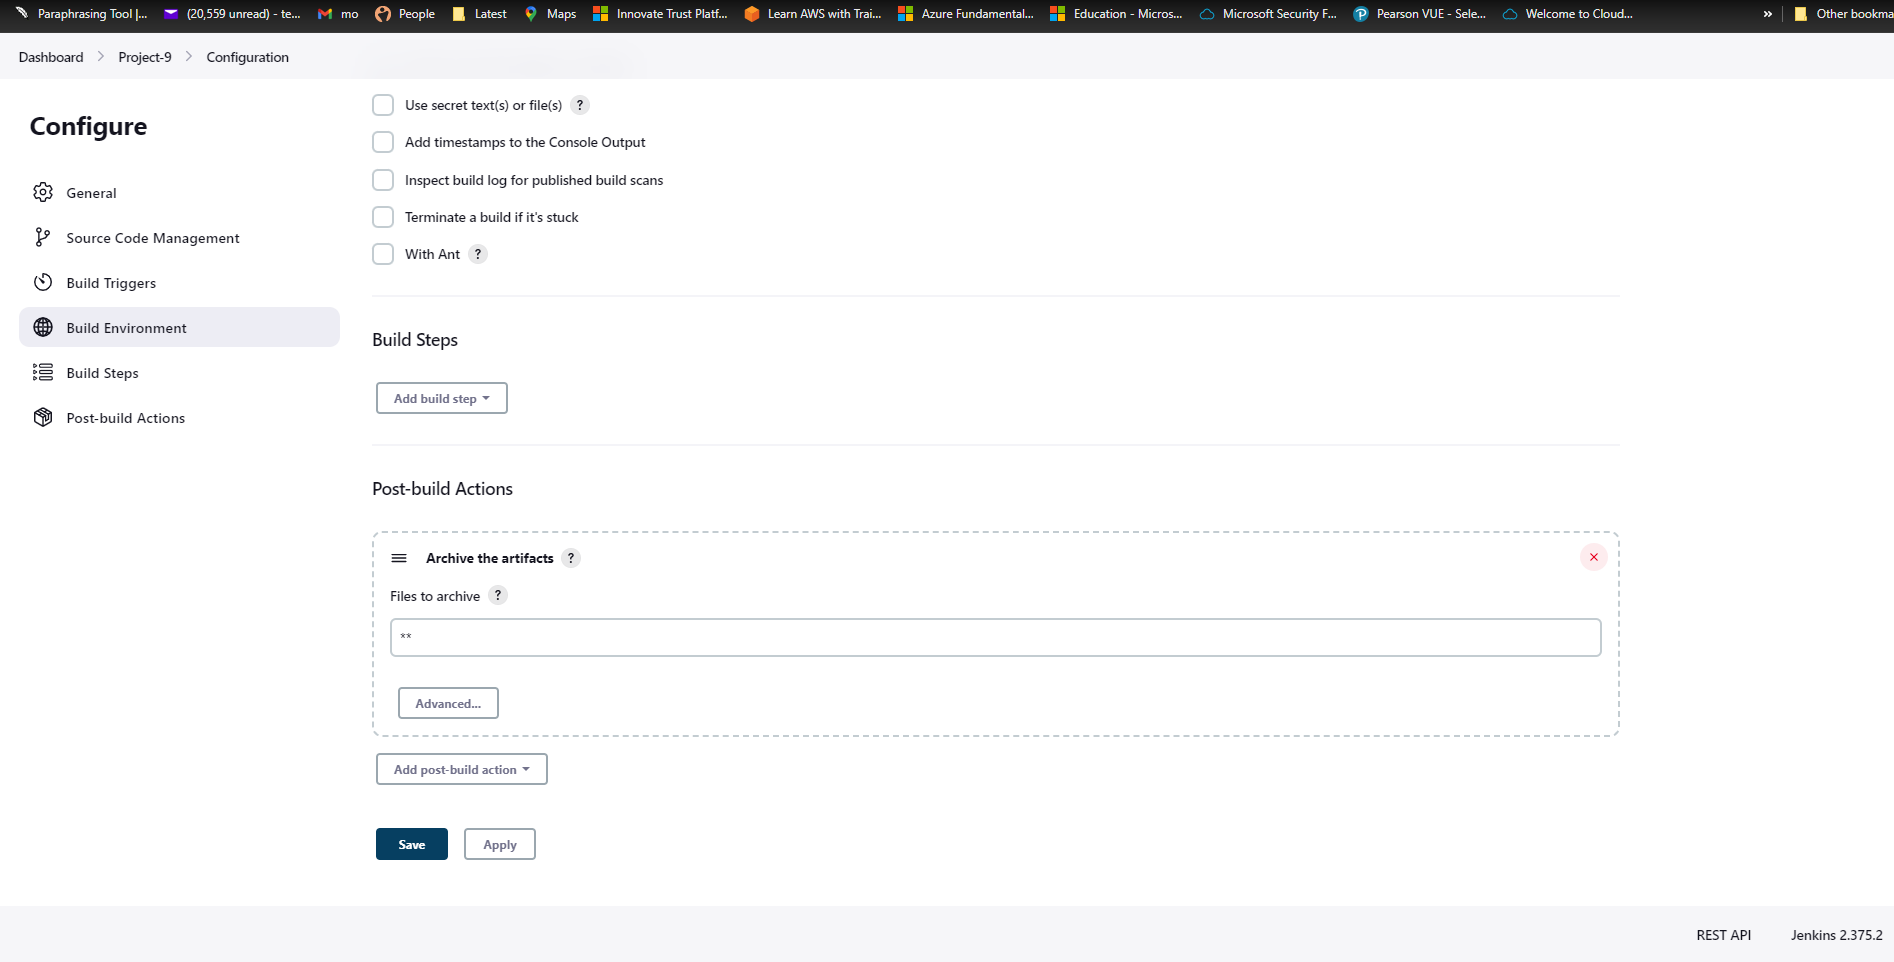 Paraphrasing Tool |... (20,559 unread) - te... mo People Latest Maps Innovate Trust Platf... Learn AWS with Trai... Azure Fundamental... Education - Micros... Microsoft Security F... Pearson VUE - Sele... Welcome to Cloud... » Other bookma
Dashboard > Project-9 > Configuration
Configure
General
Source Code Management
Build Triggers
Build Environment
Build Steps
Post-build Actions
Use secret text(s) or file(s) ?
Add timestamps to the Console Output
Inspect build log for published build scans
Terminate a build if it's stuck
With Ant ?
Build Steps
Add build step
Post-build Actions
Archive the artifacts ?
Files to archive ?
**
Advanced...
Add post-build action
Save Apply
REST API Jenkins 2.375.2